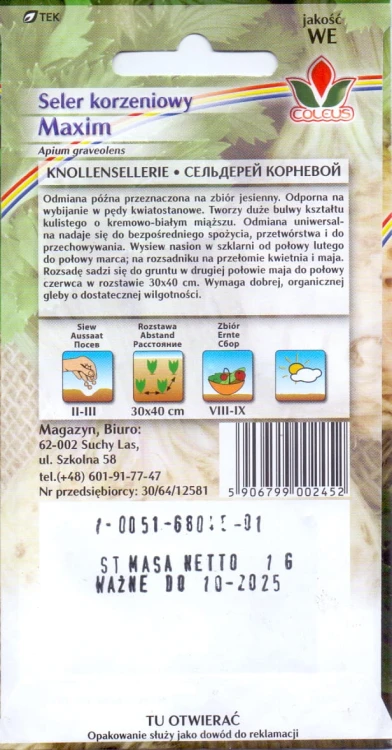 TEK
jakość
WE
COLEUS
Seler korzeniowy
Maxim
Apium graveolens
KNOLLENSELLERIE • СЕЛЬДЕРЕЙ КОРНЕВОЙ
Odmiana późna przeznaczona na zbiór jesienny. Odporna na
wybijanie w pędy kwiatostanowe. Tworzy duże bulwy kształtu
kulistego o kremowo-białym miąższu. Odmiana uniwersal-
na nadaje się do bezpośredniego spożycia, przetwórstwa i do
przechowywania. Wysiew nasion w szklarni od połowy lutego
do połowy marca; na rozsadniku na przełomie kwietnia i maja.
Rozsadę sadzi się do gruntu w drugiej połowie maja do połowy
czerwca w rozstawie 30x40 cm. Wymaga dobrej, organicznej
gleby o dostatecznej wilgotności.
Siew
Aussaat
Посев
II-III
Rozstawa
Abstand
Расстояние
30x40 cm
Zbiór
Ernte
Сбор
VIII-IX
Magazyn, Biuro:
62-002 Suchy Las,
ul. Szkolna 58
tel.(+48) 601-91-77-47
Nr przedsiębiorcy: 30/64/12581
5 906799 002452
ST MASA NETTO 1 G
WAŻNE DO 10-2025
TU OTWIERAĆ
Opakowanie służy jako dowód do reklamacji